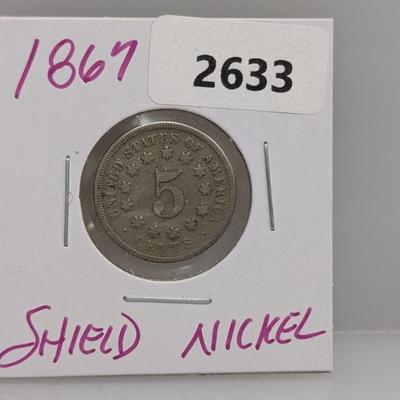 1867
2633
UNITED STATES OF AMERICA
5
CENTS
SHIELD NICKEL